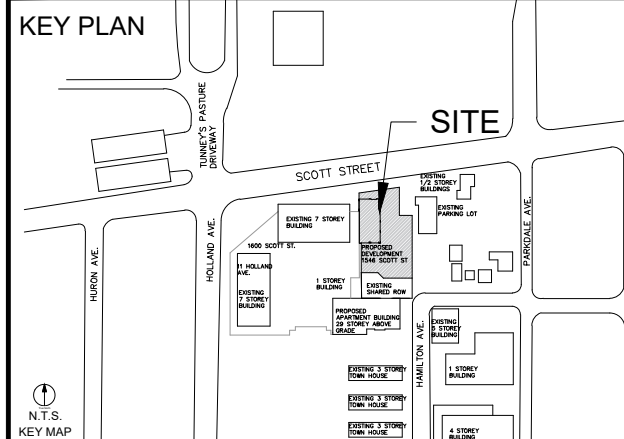 KEY PLAN
TUNNEY'S PASTURE
DRIVEWAY
SITE
SCOTT STREET
EXISTING
1/2 STOREY
BUILDINGS
EXISTING
PARKING LOT
EXISTING 7 STOREY
BUILDING
1600 SCOTT ST.
PROPOSED
DEVELOPMENT
1546 SCOTT ST
HURON AVE.
HOLLAND AVE.
PARKDALE AVE.
11 HOLLAND
AVE.
EXISTING
7 STOREY
BUILDING
1 STOREY
BUILDING
EXISTING
SHARED ROW
PROPOSED
APARTMENT BUILDING
29 STOREY ABOVE
GRADE
HAMILTON AVE.
EXISTING
5 STOREY
BUILDING
1 STOREY
BUILDING
EXISTING 3 STOREY
TOWN HOUSE
EXISTING 3 STOREY
TOWN HOUSE
EXISTING 3 STOREY
TOWN HOUSE
4 STOREY
BUILDING
N.T.S.
KEY MAP